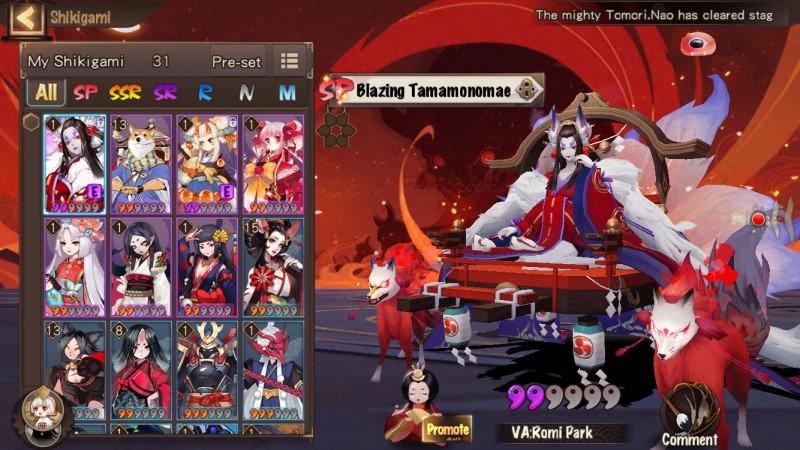 Shikigami
The mighty Tomori.Nao has cleared stag
My Shikigami 31 Pre-set
All SP SSR SR R N M
SP Blazing Tamamonomae
1 13 1 1
E E
1 1 1 15
13 8 1 1
Promote
VA:Romi Park
Comment